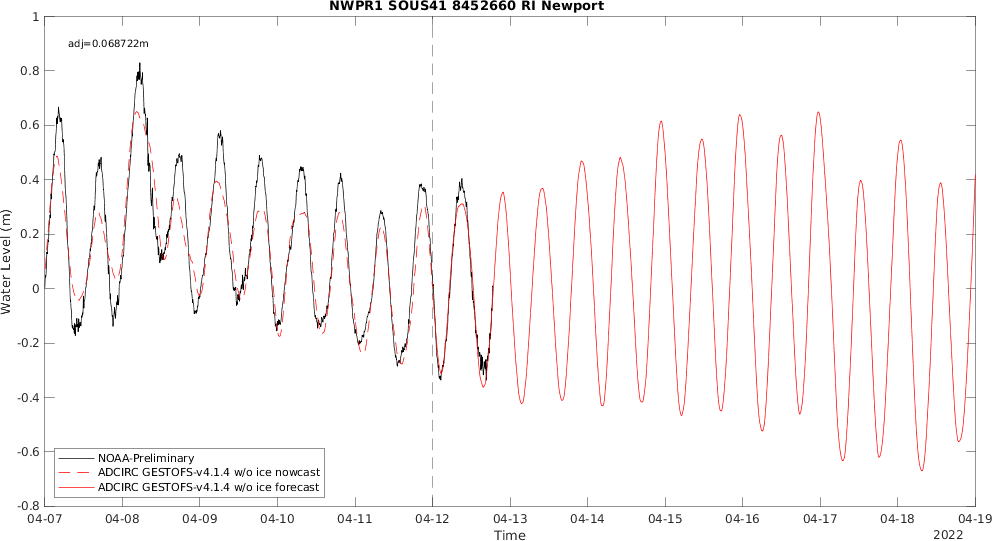 NWPR1 SOUS41 8452660 RI Newport
adj=0.068722m
1
0.8
0.6
0.4
0.2
0
-0.2
-0.4
-0.6
-0.8
Water Level (m)
NOAA-Preliminary
ADCIRC GESTOFS-v4.1.4 w/o ice nowcast
ADCIRC GESTOFS-v4.1.4 w/o ice forecast
04-07 04-08 04-09 04-10 04-11 04-12 04-13 04-14 04-15 04-16 04-17 04-18 04-19
Time
2022